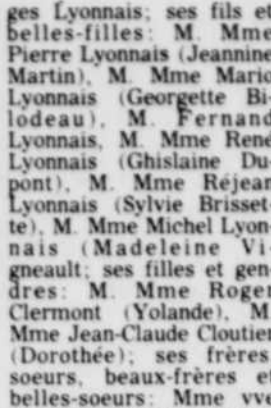 ges Lyonnais; ses fils et
belles-filles: M. Mme
Pierre Lyonnais (Jeannine
Martin), M. Mme Mario
Lyonnais (Georgette Bi-
lodeau), M. Fernand
Lyonnais, M. Mme René
Lyonnais (Ghislaine Du-
pont), M. Mme Réjean
Lyonnais (Sylvie Brisset-
te), M. Mme Michel Lyon-
nais (Madeleine Vi-
gneault; ses filles et gen-
dres: M. Mme Roger
Clermont (Yolande), M.
Mme Jean-Claude Cloutier
(Dorothée); ses frères,
soeurs, beaux-frères et
belles-soeurs: Mme vve